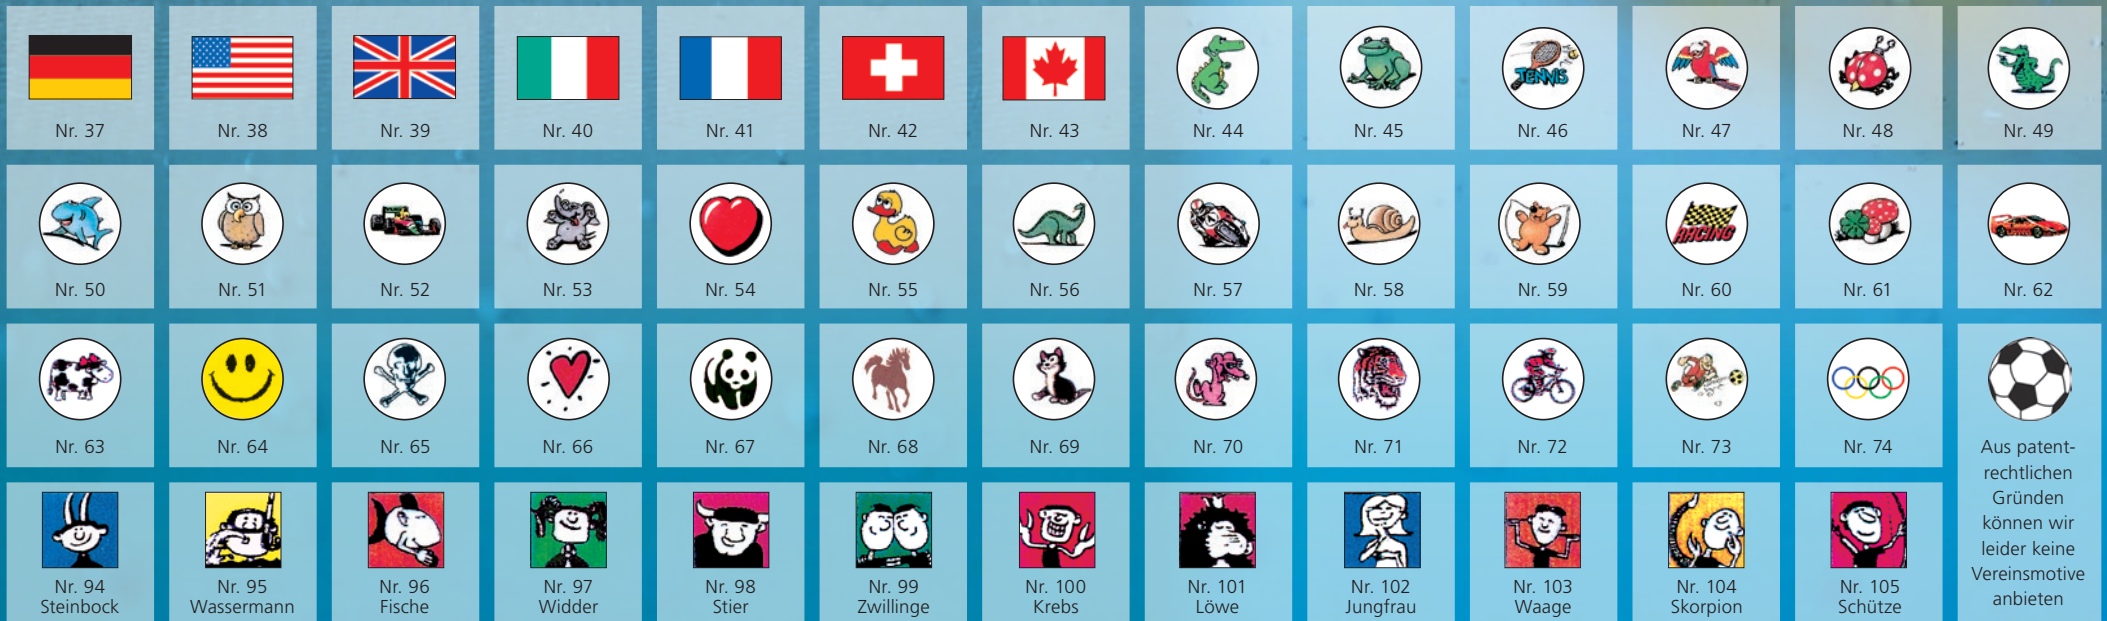 Nr. 37
Nr. 38
Nr. 39
Nr. 40
Nr. 41
Nr. 42
Nr. 43
Nr. 44
Nr. 45
TENNIS
Nr. 46
Nr. 47
Nr. 48
Nr. 49
Nr. 50
Nr. 51
Nr. 52
Nr. 53
Nr. 54
Nr. 55
Nr. 56
Nr. 57
Nr. 58
Nr. 59
RACING
Nr. 60
Nr. 61
Nr. 62
Nr. 63
Nr. 64
Nr. 65
Nr. 66
Nr. 67
Nr. 68
Nr. 69
Nr. 70
Nr. 71
Nr. 72
Nr. 73
Nr. 74
Aus patent-
rechtlichen
Gründen
können wir
leider keine
Vereinsmotive
anbieten
Nr. 94
Steinbock
Nr. 95
Wassermann
Nr. 96
Fische
Nr. 97
Widder
Nr. 98
Stier
Nr. 99
Zwillinge
Nr. 100
Krebs
Nr. 101
Löwe
Nr. 102
Jungfrau
Nr. 103
Waage
Nr. 104
Skorpion
Nr. 105
Schütze